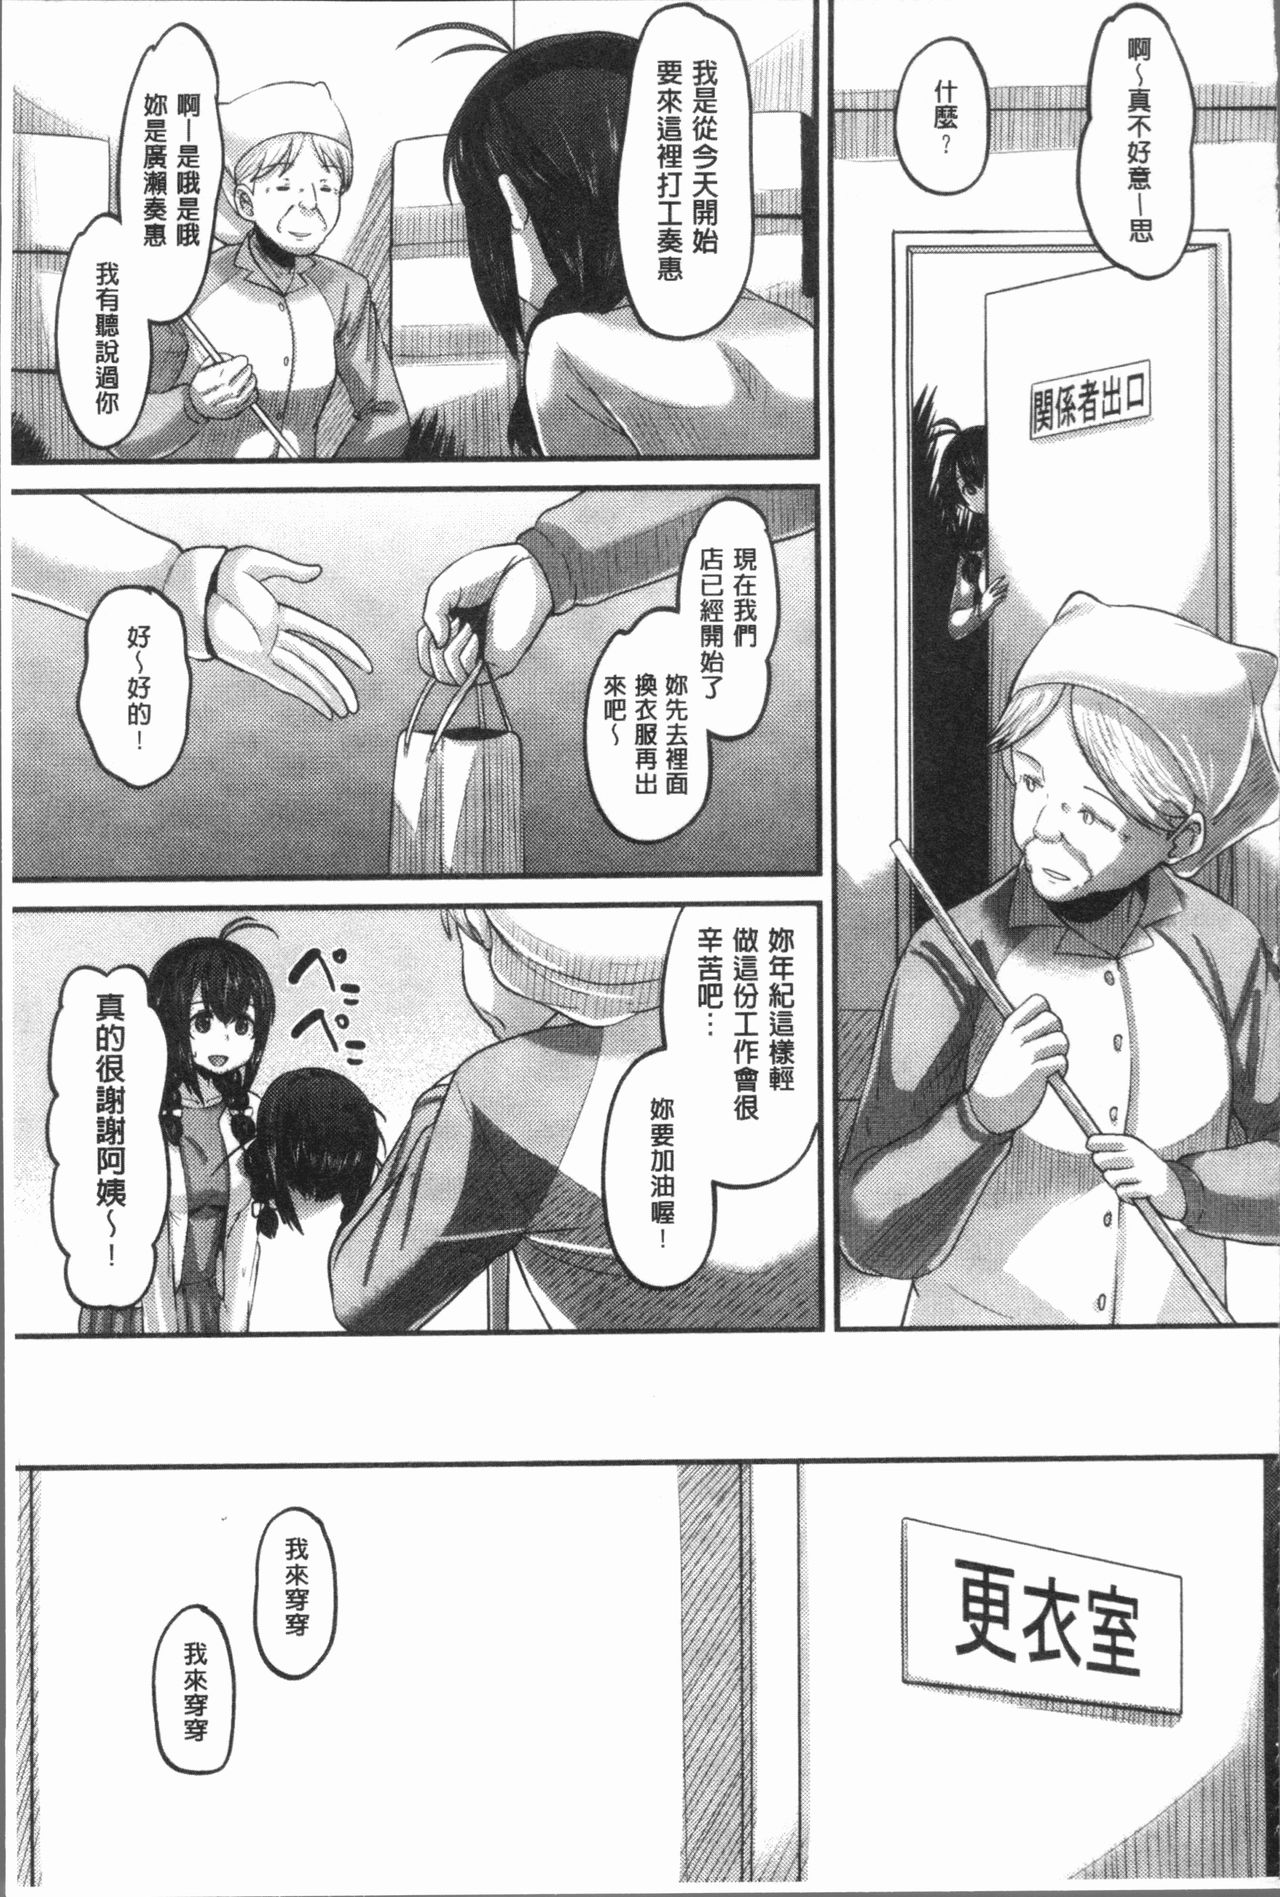 啊～真不好意－思
什麼？
関係者出口
我是從今天開始
要來這裡打工奏惠
啊－是哦是哦
妳是廣瀨奏惠
我有聽說過你
現在我們
店已經開始了
妳先去裡面
換衣服再出
來吧～
好～好的！
妳年紀這樣輕
做這份工作會很
辛苦吧…
妳要加油喔！
ペこ
ペこ
真的很謝謝阿姨～！
更衣室
我來穿穿
我來穿穿